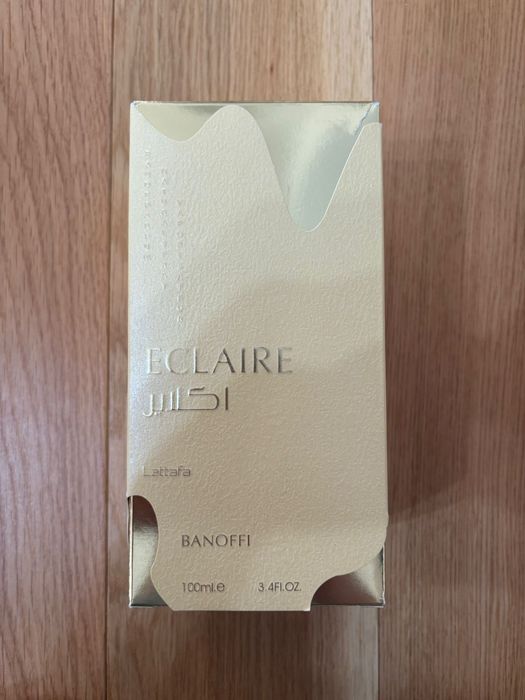 ECLAIRE
اكلير
Lattafa
BANOFFI
100ml.e 3.4Fl.OZ.